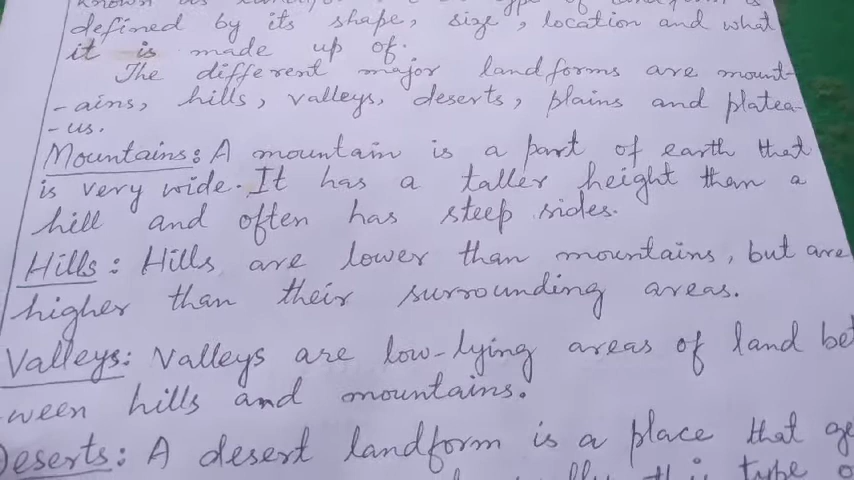 defined by its shape, size, location and what
it is made up of.
The different major landforms are mount-
-ains, hills, valleys, deserts, plains and platea-
-us.
Mountains: A mountain is a part of earth that
is very wide. It has a taller height than a
hill and often has steep sides.
Hills: Hills are lower than mountains, but are
higher than their surrounding areas.
Valleys: Valleys are low-lying areas of land bet
-ween hills and mountains.
Deserts: A desert landform is a place that ge
this type